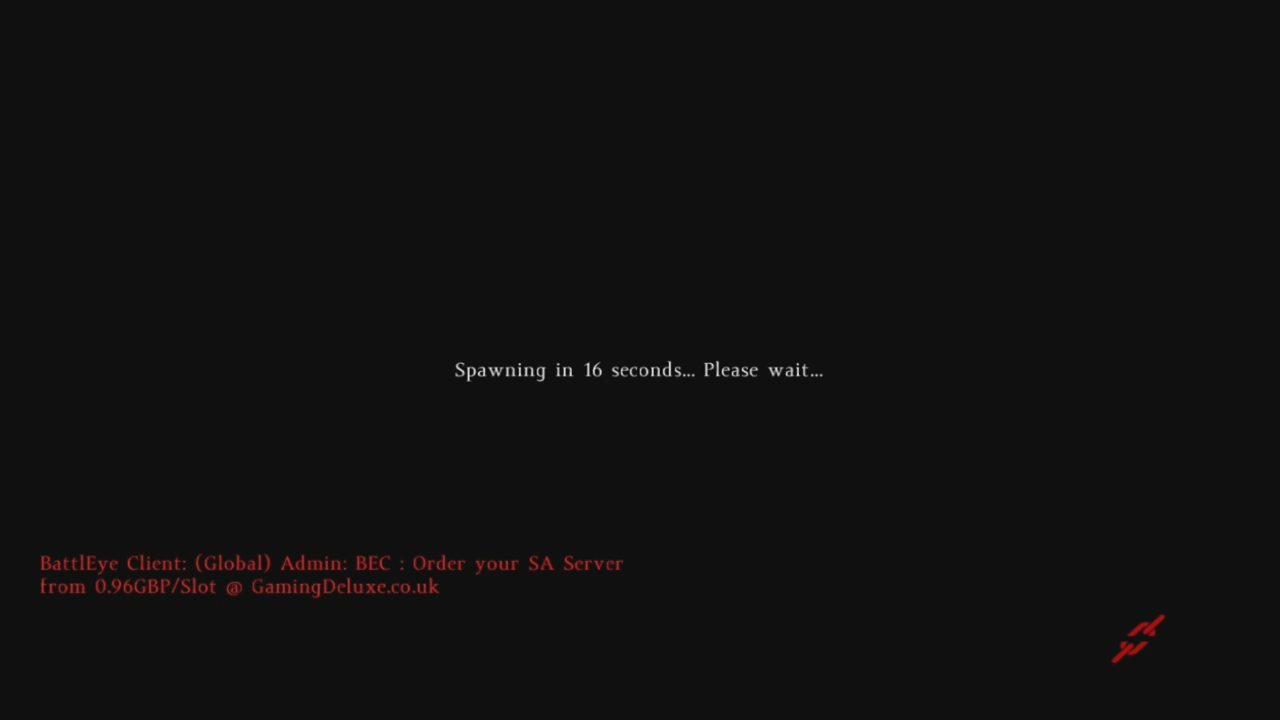 Spawning in 16 seconds... Please wait...
BattlEye Client: (Global) Admin: BEC : Order your SA Server
from 0.96GBP/Slot @ GamingDeluxe.co.uk